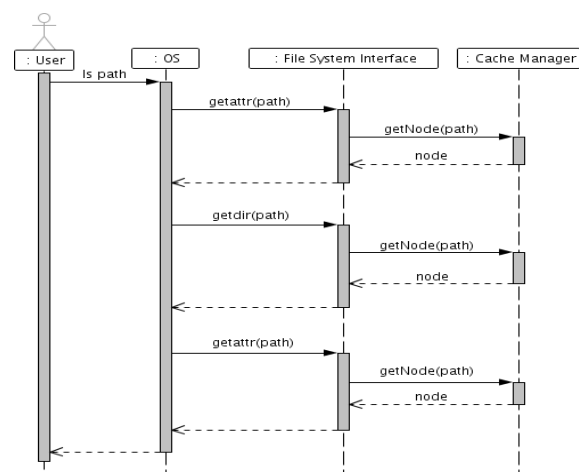 : User
: OS
: File System Interface
: Cache Manager
ls path
getattr(path)
getNode(path)
node
getdir(path)
getNode(path)
node
getattr(path)
getNode(path)
node